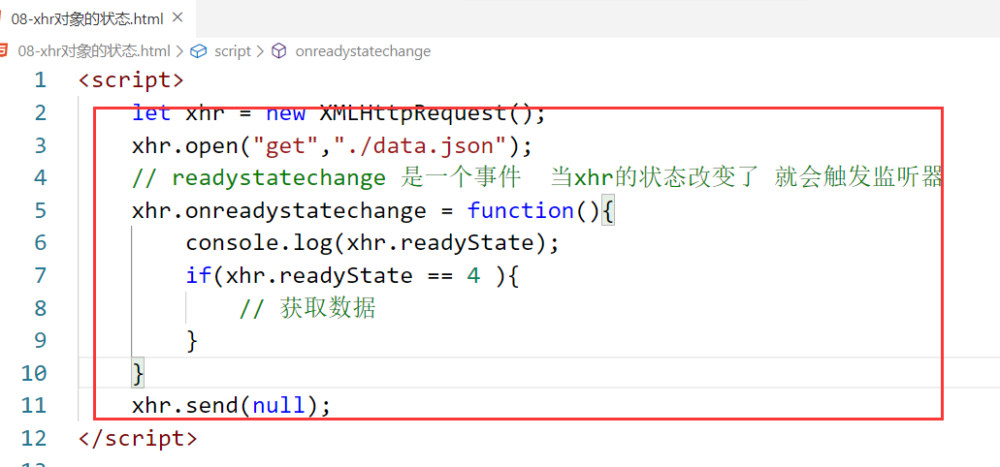 08-xhr对象的状态.html ×
08-xhr对象的状态.html > script > onreadystatechange
1 <script>
2 let xhr = new XMLHttpRequest();
3 xhr.open("get","./data.json");
4 // readystatechange 是一个事件 当xhr的状态改变了 就会触发监听器
5 xhr.onreadystatechange = function(){
6 console.log(xhr.readyState);
7 if(xhr.readyState == 4 ){
8 // 获取数据
9 }
10 }
11 xhr.send(null);
12 </script>